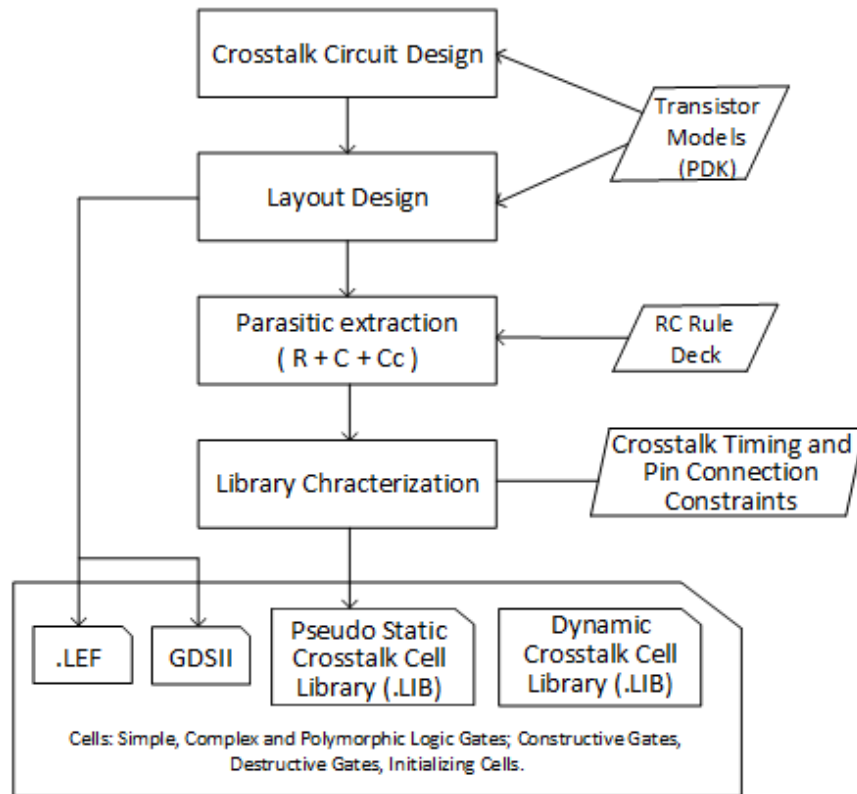 Crosstalk Circuit Design
Transistor
Models
(PDK)
Layout Design
Parasitic extraction
( R + C + Cc )
RC Rule
Deck
Library Chracterization
Crosstalk Timing and
Pin Connection
Constraints
.LEF
GDSII
Pseudo Static
Crosstalk Cell
Library (.LIB)
Dynamic
Crosstalk Cell
Library (.LIB)
Cells: Simple, Complex and Polymorphic Logic Gates; Constructive Gates,
Destructive Gates, Initializing Cells.